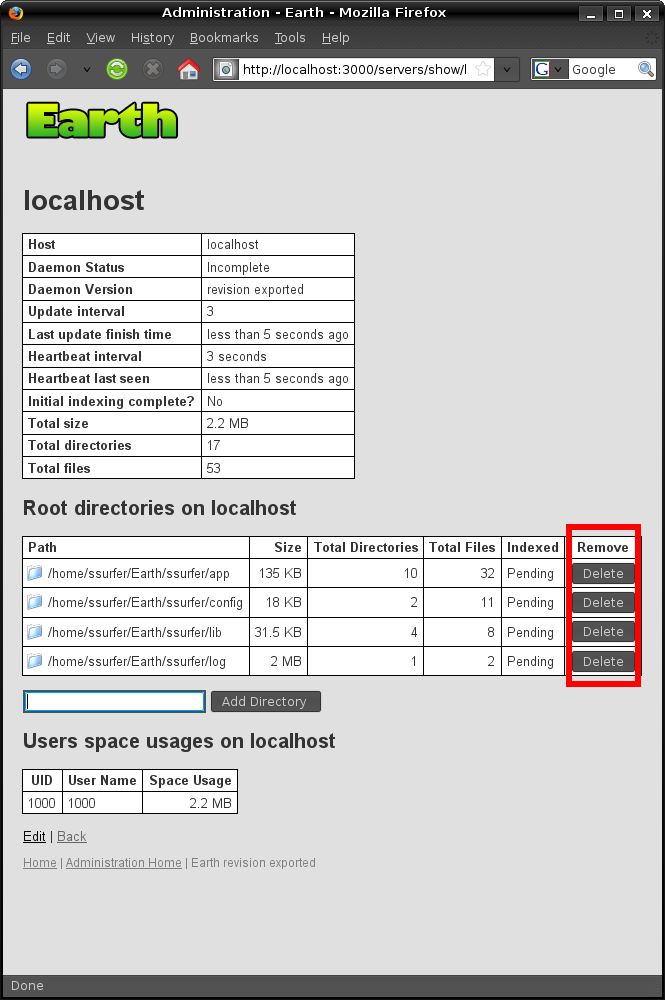 Administration - Earth - Mozilla Firefox
File Edit View History Bookmarks Tools Help
http://localhost:3000/servers/show/l G Google
Earth
localhost
Host localhost
Daemon Status Incomplete
Daemon Version revision exported
Update interval 3
Last update finish time less than 5 seconds ago
Heartbeat interval 3 seconds
Heartbeat last seen less than 5 seconds ago
Initial indexing complete? No
Total size 2.2 MB
Total directories 17
Total files 53
Root directories on localhost
Path Size Total Directories Total Files Indexed Remove
/home/ssurfer/Earth/ssurfer/app 135 KB 10 32 Pending Delete
/home/ssurfer/Earth/ssurfer/config 18 KB 2 11 Pending Delete
/home/ssurfer/Earth/ssurfer/lib 31.5 KB 4 8 Pending Delete
/home/ssurfer/Earth/ssurfer/log 2 MB 1 2 Pending Delete
Add Directory
Users space usages on localhost
UID User Name Space Usage
1000 1000 2.2 MB
Edit | Back
Home | Administration Home | Earth revision exported
Done